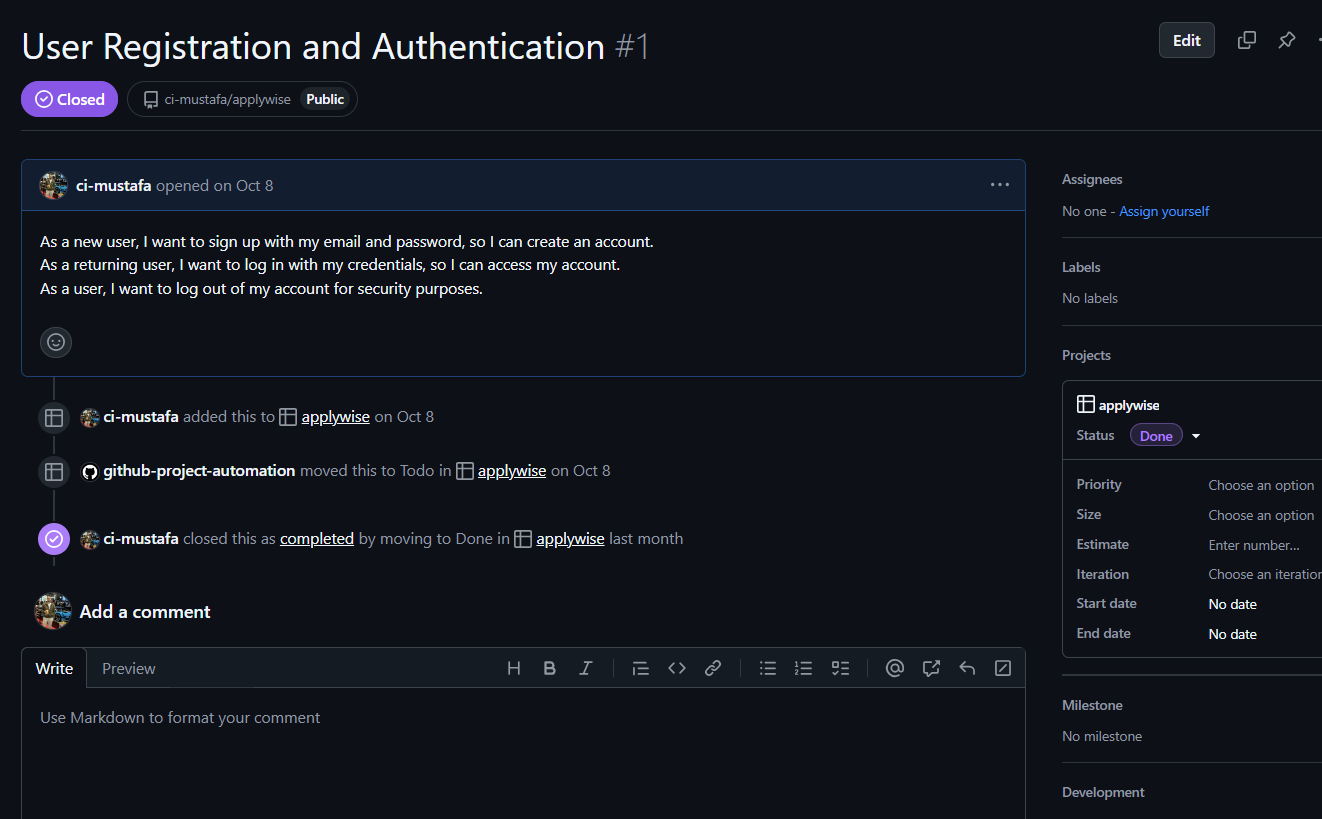 User Registration and Authentication #1
Edit
Closed
ci-mustafa/applywise Public
ci-mustafa opened on Oct 8
As a new user, I want to sign up with my email and password, so I can create an account.
As a returning user, I want to log in with my credentials, so I can access my account.
As a user, I want to log out of my account for security purposes.
ci-mustafa added this to applywise on Oct 8
github-project-automation moved this to Todo in applywise on Oct 8
ci-mustafa closed this as completed by moving to Done in applywise last month
Add a comment
Write Preview
Use Markdown to format your comment
Assignees
No one - Assign yourself
Labels
No labels
Projects
applywise
Status Done
Priority Choose an option
Size Choose an option
Estimate Enter number...
Iteration Choose an iteration
Start date No date
End date No date
Milestone
No milestone
Development